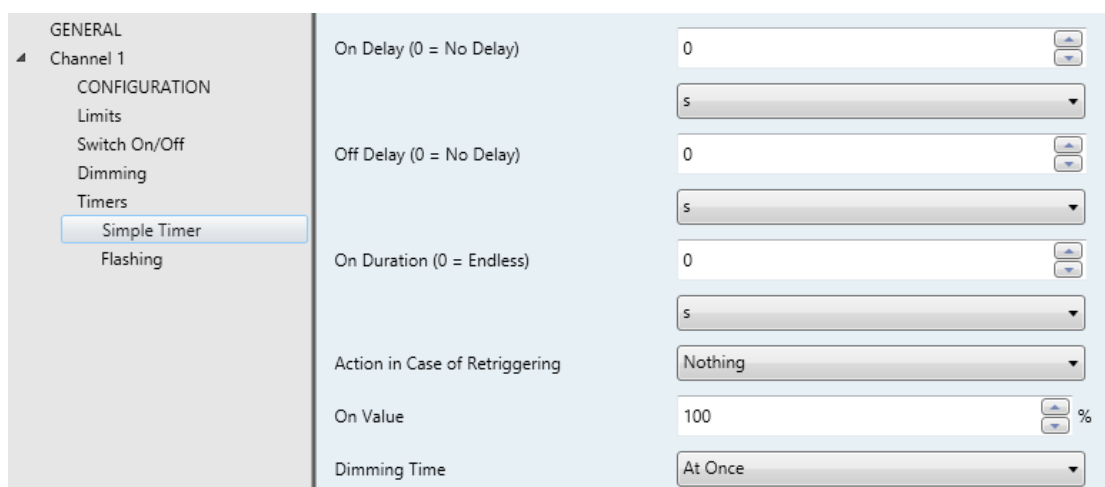 GENERAL
Channel 1
CONFIGURATION
Limits
Switch On/Off
Dimming
Timers
Simple Timer
Flashing
On Delay (0 = No Delay)
0
s
Off Delay (0 = No Delay)
0
s
On Duration (0 = Endless)
0
s
Action in Case of Retriggering
Nothing
On Value
100 %
Dimming Time
At Once